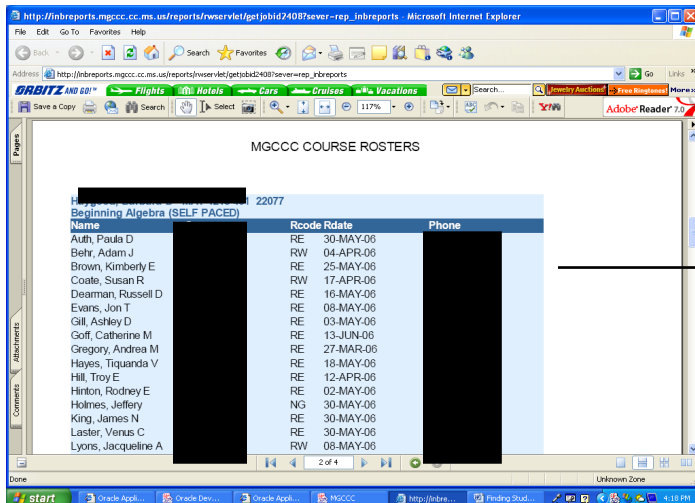 http://inbreports.mgccc.cc.ms.us/reports/rwservlet/getjobid2408?sever=rep_inbreports - Microsoft Internet Explorer
File Edit Go To Favorites Help
Back Search Favorites
Address http://inbreports.mgccc.cc.ms.us/reports/rwservlet/getjobid2408?sever=rep_inbreports Go Links »
ORBITZ AND GO!™ Flights Hotels Cars Cruises Vacations Search... Jewelry Auctions! Free Ringtones! More»
Save a Copy Search Select 117% Y! Adobe® Reader® 7.0
Pages
MGCCC COURSE ROSTERS
22077
Beginning Algebra (SELF PACED)
Name Rcode Rdate Phone
Auth, Paula D RE 30-MAY-06
Behr, Adam J RW 04-APR-06
Brown, Kimberly E RE 25-MAY-06
Coate, Susan R RW 17-APR-06
Dearman, Russell D RE 16-MAY-06
Evans, Jon T RE 08-MAY-06
Gill, Ashley D RE 03-MAY-06
Goff, Catherine M RE 13-JUN-06
Gregory, Andrea M RE 27-MAR-06
Hayes, Tiquanda V RE 18-MAY-06
Hill, Troy E RE 12-APR-06
Hinton, Rodney E RE 02-MAY-06
Holmes, Jeffery NG 30-MAY-06
King, James N RE 30-MAY-06
Laster, Venus C RE 30-MAY-06
Lyons, Jacqueline A RW 08-MAY-06
Attachments
Comments
2 of 4
Done Unknown Zone
start Oracle Appli... Oracle Dev... Oracle Appli... MGCCC http://inbre... Finding Stud... 4:18 PM